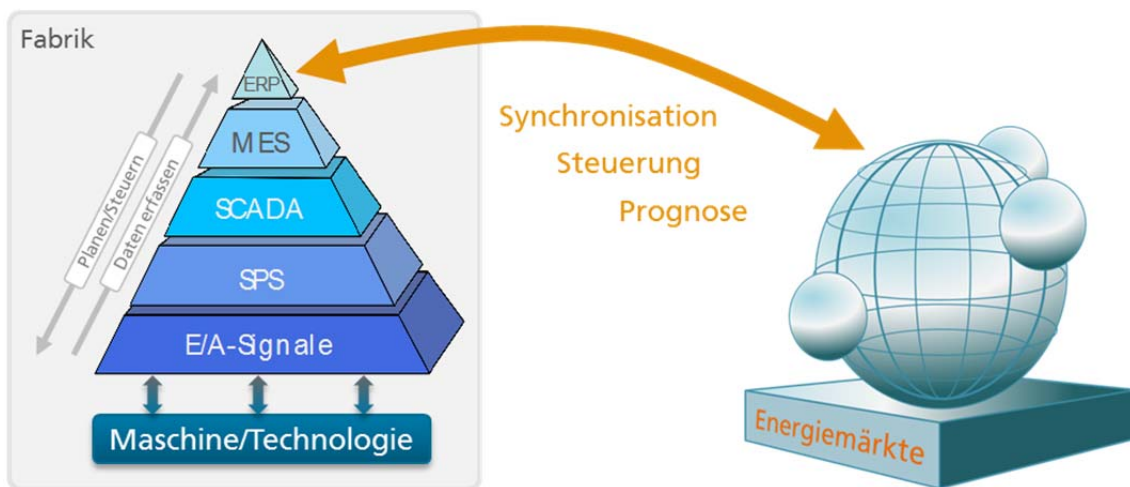 Fabrik
ERP
MES
SCADA
SPS
E/A-Signale
Planen/Steuern
Daten erfassen
Maschine/Technologie
Synchronisation
Steuerung
Prognose
Energiemärkte